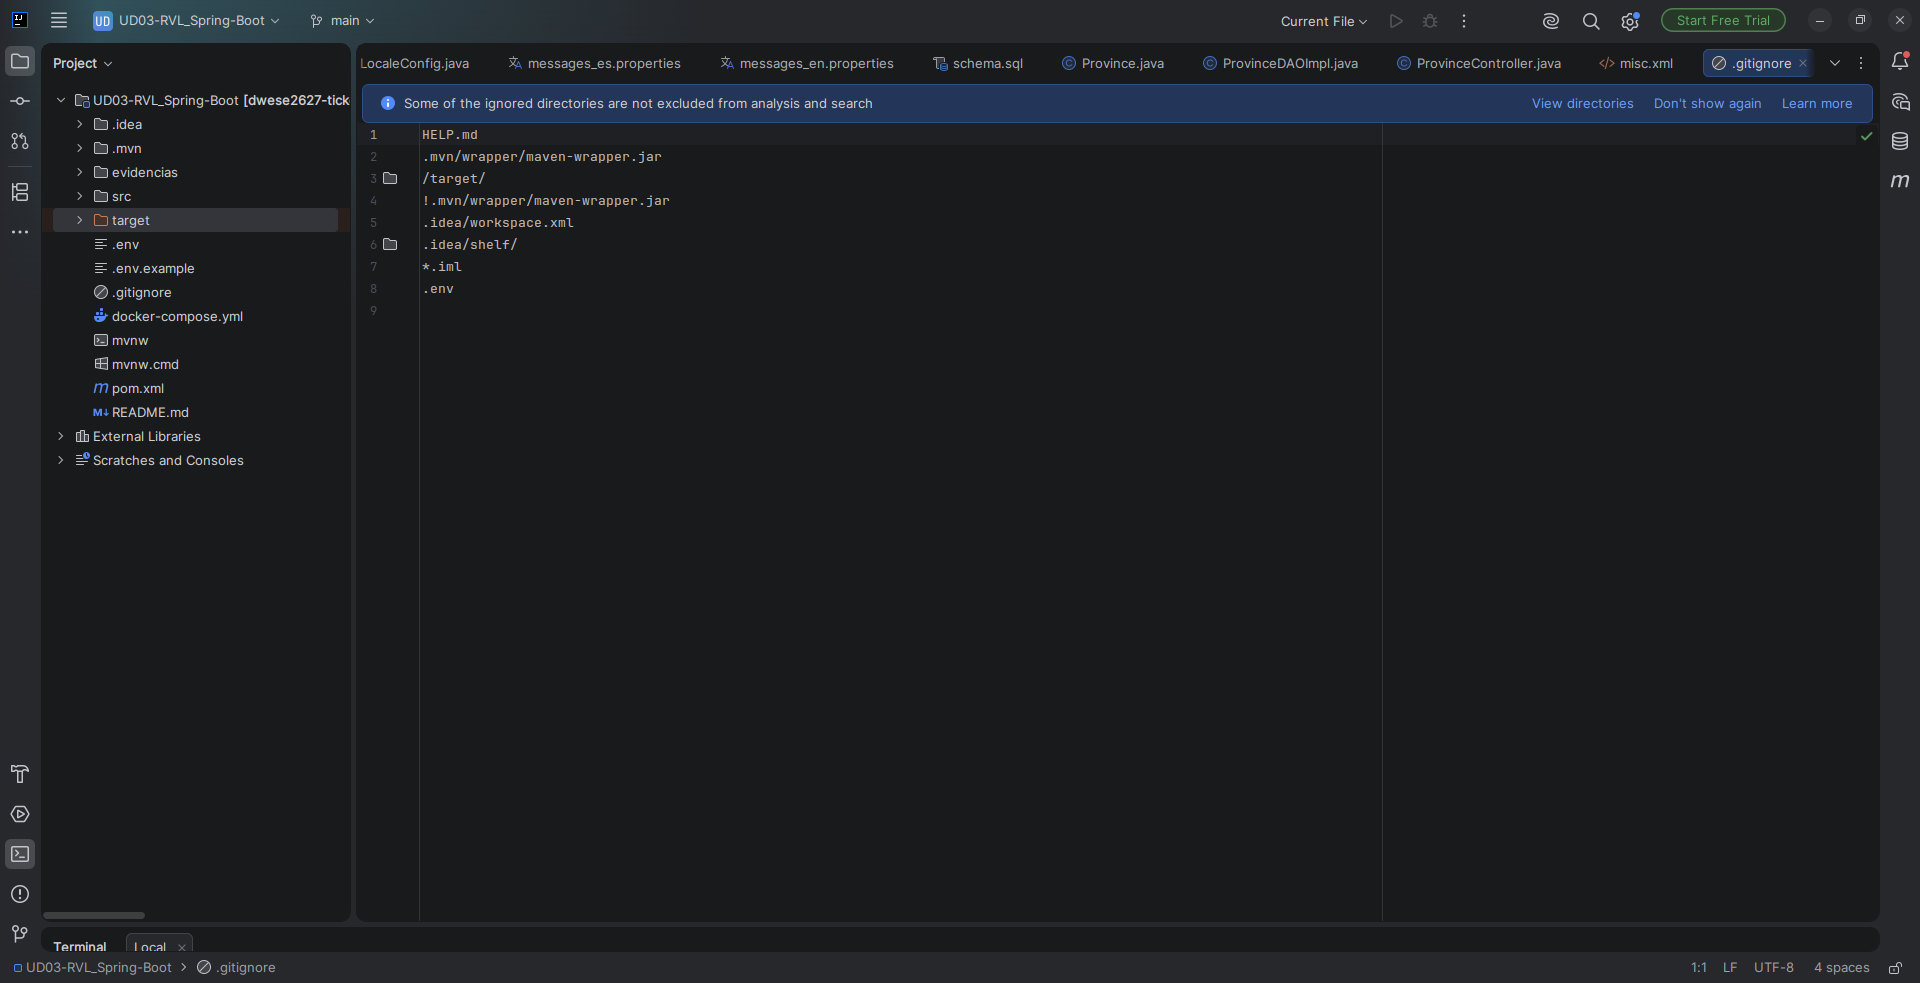 UD UD03-RVL_Spring-Boot main Current File Start Free Trial
Project
LocaleConfig.java messages_es.properties messages_en.properties schema.sql Province.java ProvinceDAOImpl.java ProvinceController.java misc.xml .gitignore
Some of the ignored directories are not excluded from analysis and search View directories Don't show again Learn more
UD03-RVL_Spring-Boot [dwese2627-tick
.idea
.mvn
evidencias
src
target
.env
.env.example
.gitignore
docker-compose.yml
mvnw
mvnw.cmd
pom.xml
README.md
External Libraries
Scratches and Consoles
1 HELP.md
2 .mvn/wrapper/maven-wrapper.jar
3 /target/
4 !.mvn/wrapper/maven-wrapper.jar
5 .idea/workspace.xml
6 .idea/shelf/
7 *.iml
8 .env
9
Terminal Local
UD03-RVL_Spring-Boot .gitignore 1:1 LF UTF-8 4 spaces